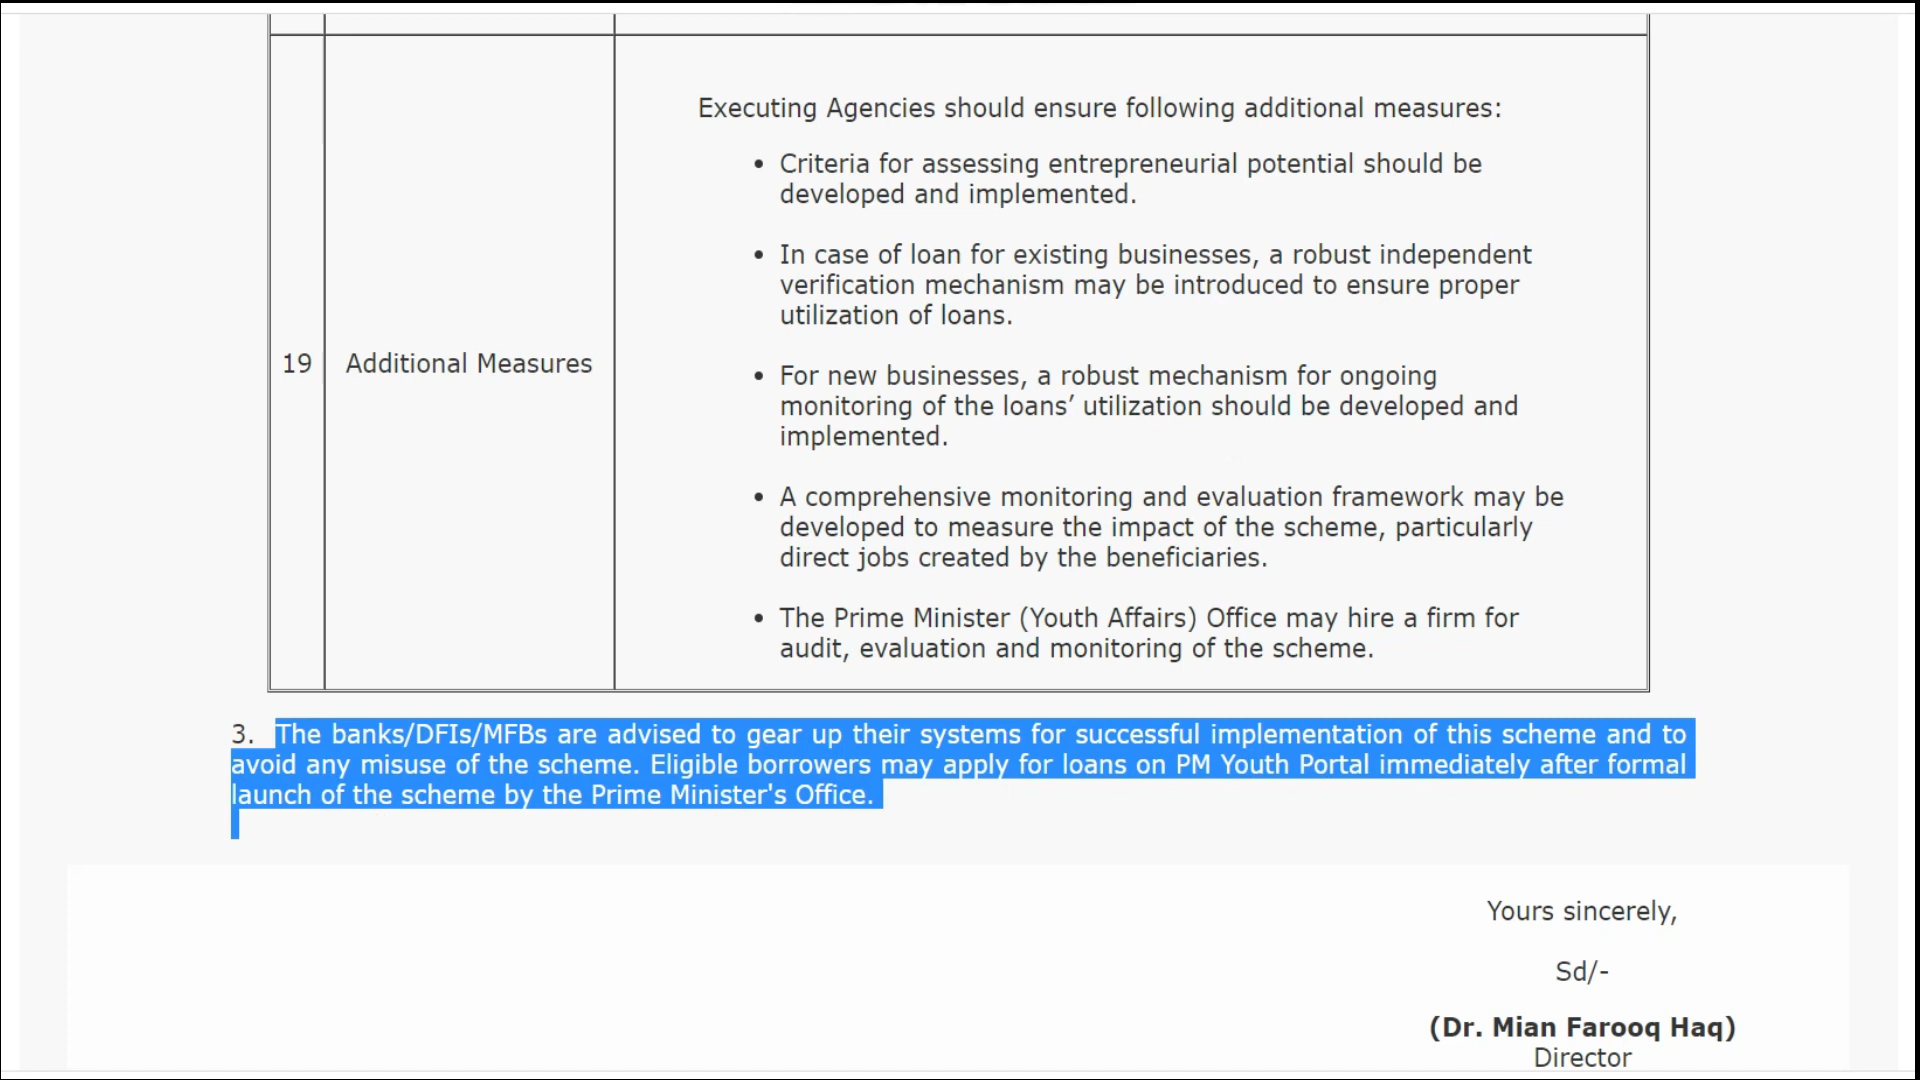 Executing Agencies should ensure following additional measures:
• Criteria for assessing entrepreneurial potential should be
developed and implemented.
• In case of loan for existing businesses, a robust independent
verification mechanism may be introduced to ensure proper
utilization of loans.
19 Additional Measures
• For new businesses, a robust mechanism for ongoing
monitoring of the loans’ utilization should be developed and
implemented.
• A comprehensive monitoring and evaluation framework may be
developed to measure the impact of the scheme, particularly
direct jobs created by the beneficiaries.
• The Prime Minister (Youth Affairs) Office may hire a firm for
audit, evaluation and monitoring of the scheme.
3. The banks/DFIs/MFBs are advised to gear up their systems for successful implementation of this scheme and to
avoid any misuse of the scheme. Eligible borrowers may apply for loans on PM Youth Portal immediately after formal
launch of the scheme by the Prime Minister's Office.
Yours sincerely,
Sd/-
(Dr. Mian Farooq Haq)
Director